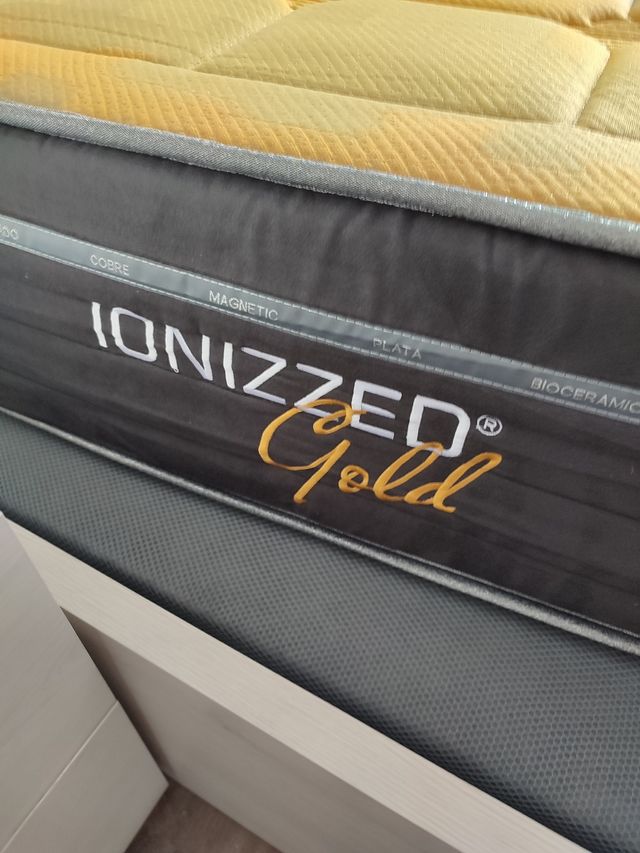 COBRE MAGNETIC PLATA BIOCERAMIC
IONIZZED®
Gold